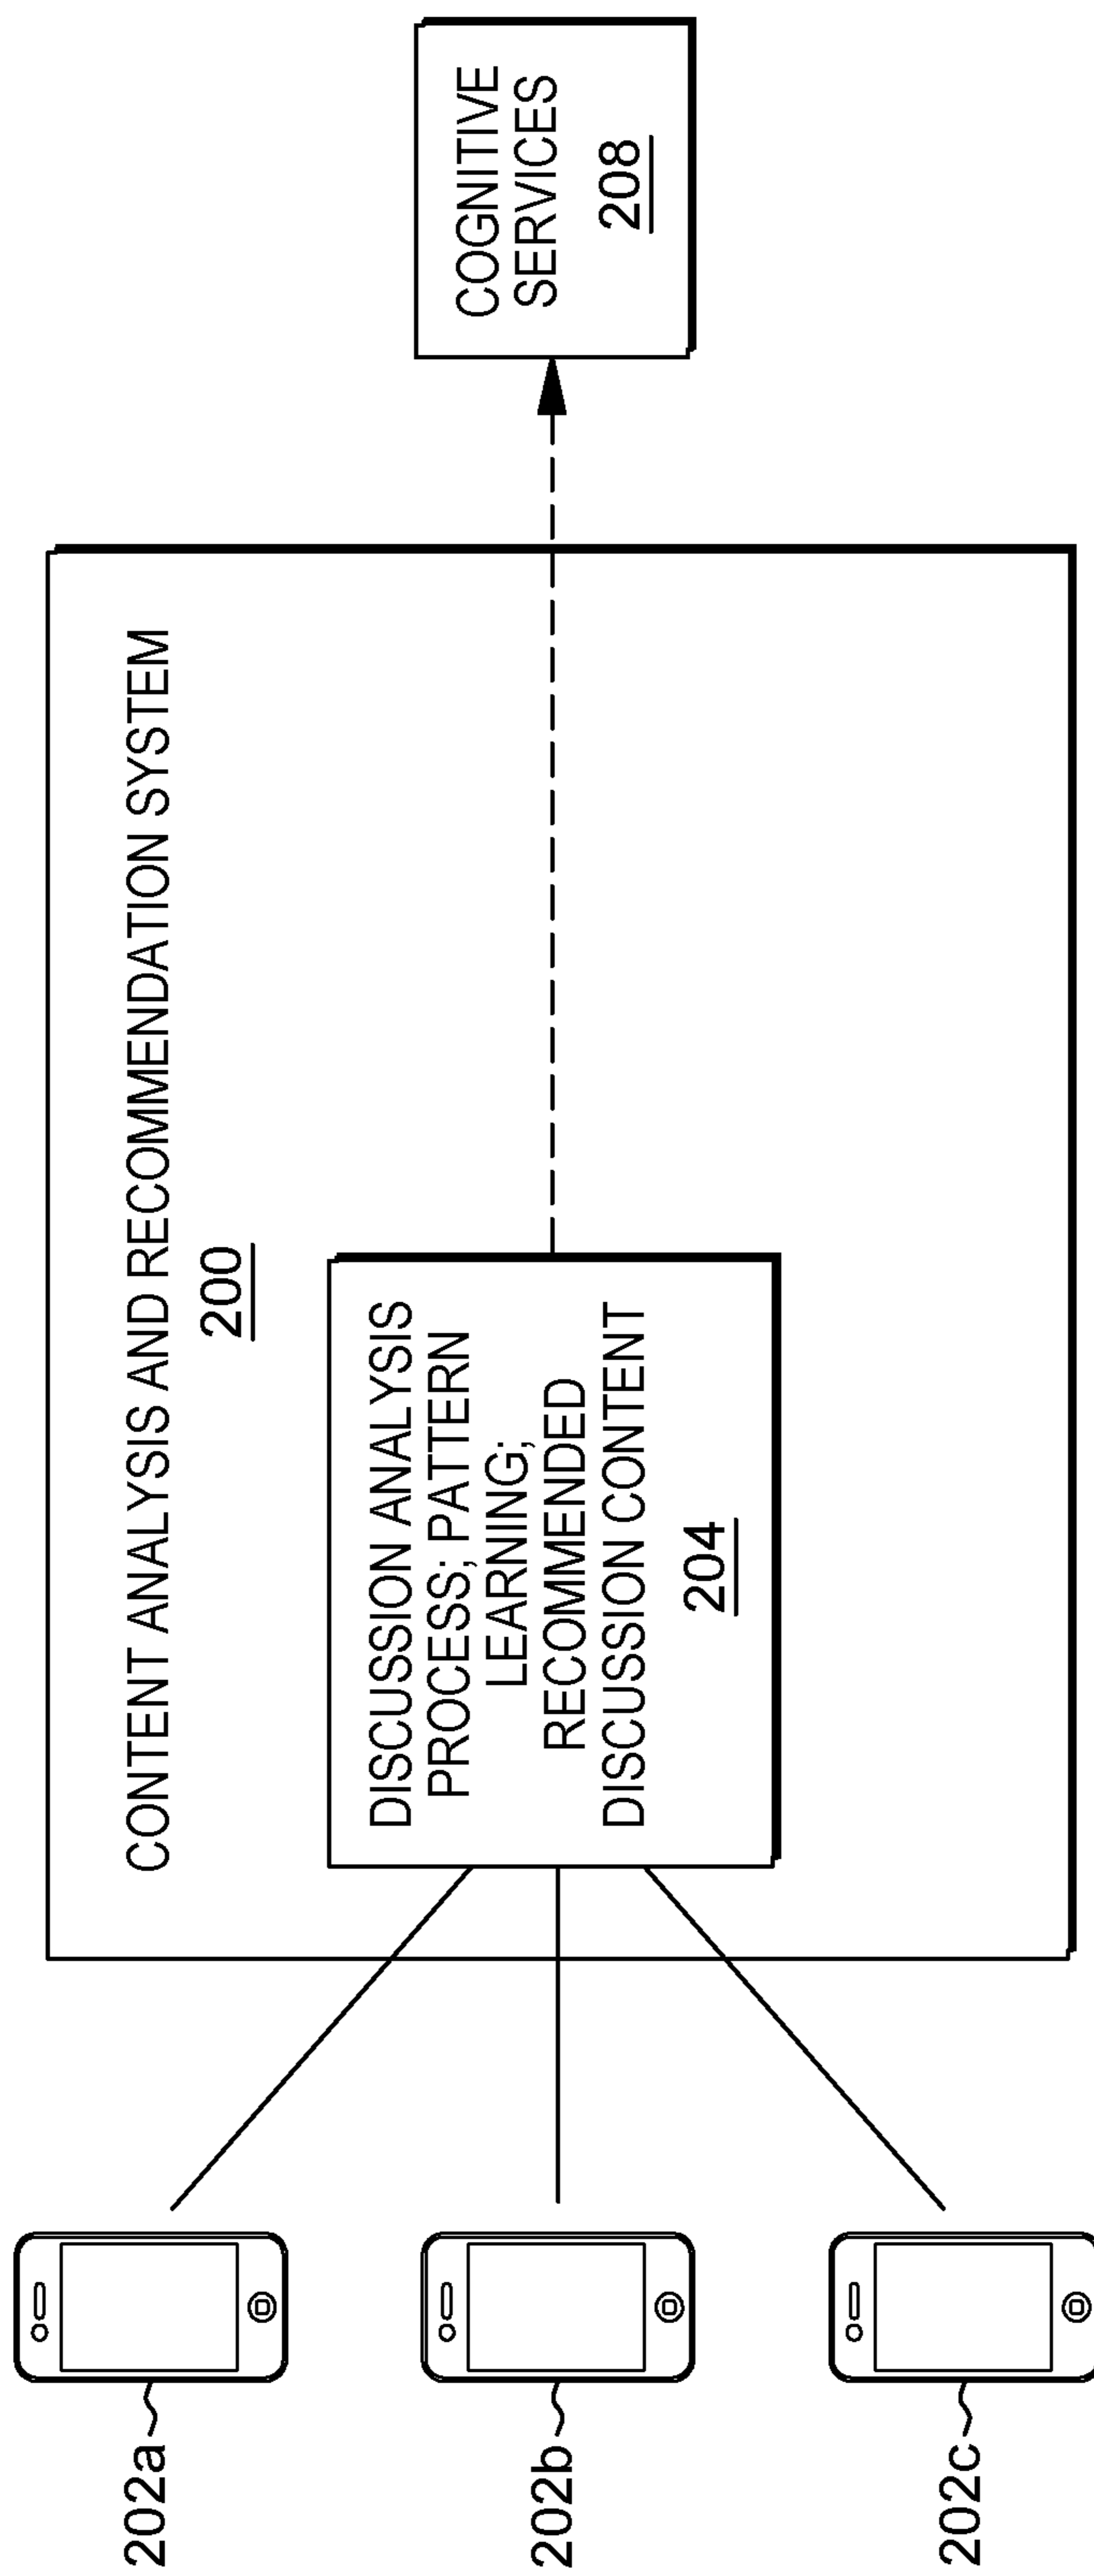 CONTENT ANALYSIS AND RECOMMENDATION SYSTEM
200
202a
202b
202c
DISCUSSION ANALYSIS
PROCESS; PATTERN
LEARNING;
RECOMMENDED
DISCUSSION CONTENT
204
COGNITIVE
SERVICES
208